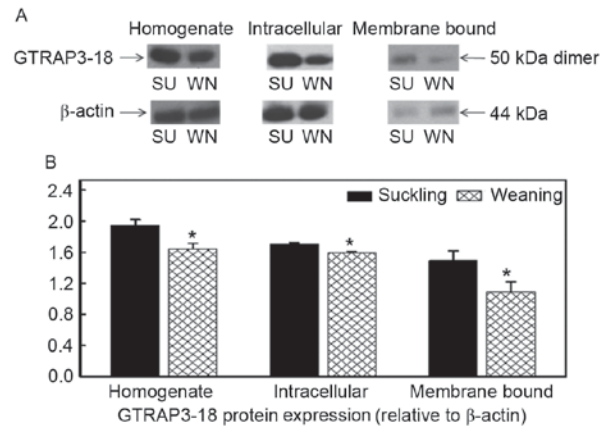 A
Homogenate Intracellular Membrane bound
GTRAP3-18 50 kDa dimer
SU WN SU WN SU WN
β-actin 44 kDa
SU WN SU WN SU WN
B
2.4
Suckling Weaning
2.0
*
1.6
*
*
1.2
0.8
0.4
0.0
Homogenate Intracellular Membrane bound
GTRAP3-18 protein expression (relative to β-actin)